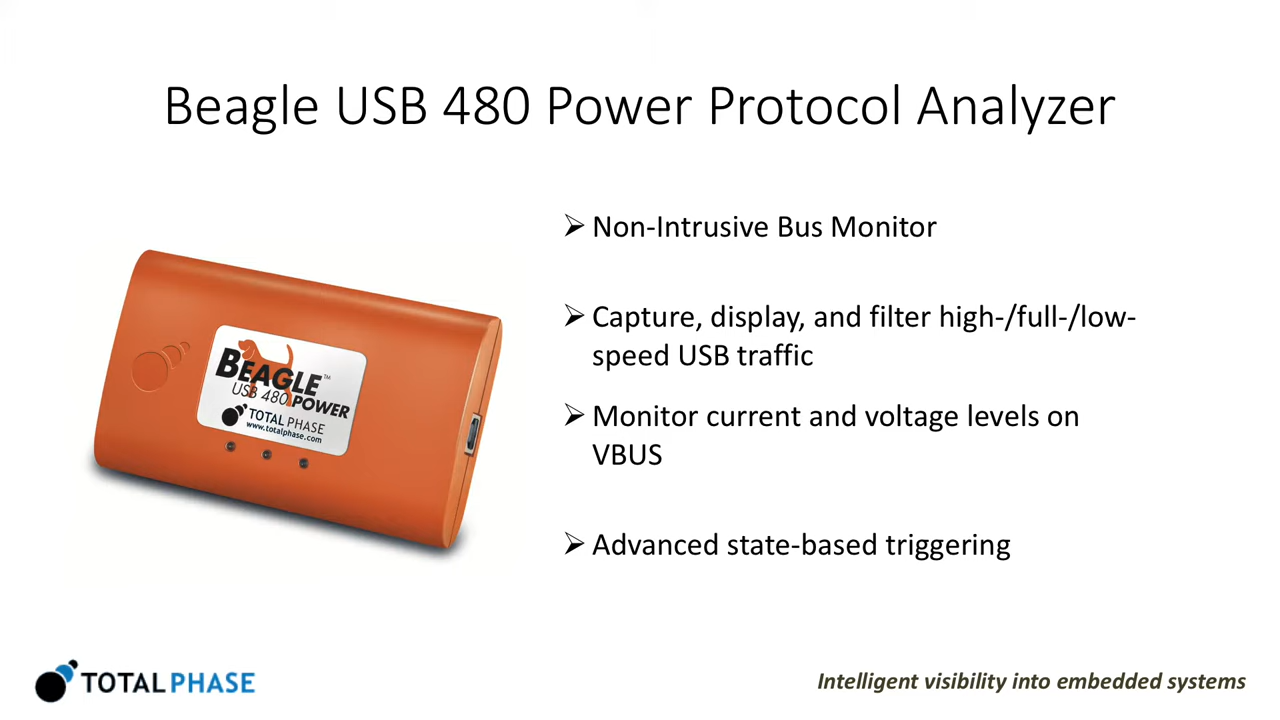 Beagle USB 480 Power Protocol Analyzer
➢ Non-Intrusive Bus Monitor
➢ Capture, display, and filter high-/full-/low-
speed USB traffic
➢ Monitor current and voltage levels on
VBUS
➢ Advanced state-based triggering
BEAGLE™
USB 480 POWER
TOTAL PHASE
www.totalphase.com
TOTAL PHASE
Intelligent visibility into embedded systems